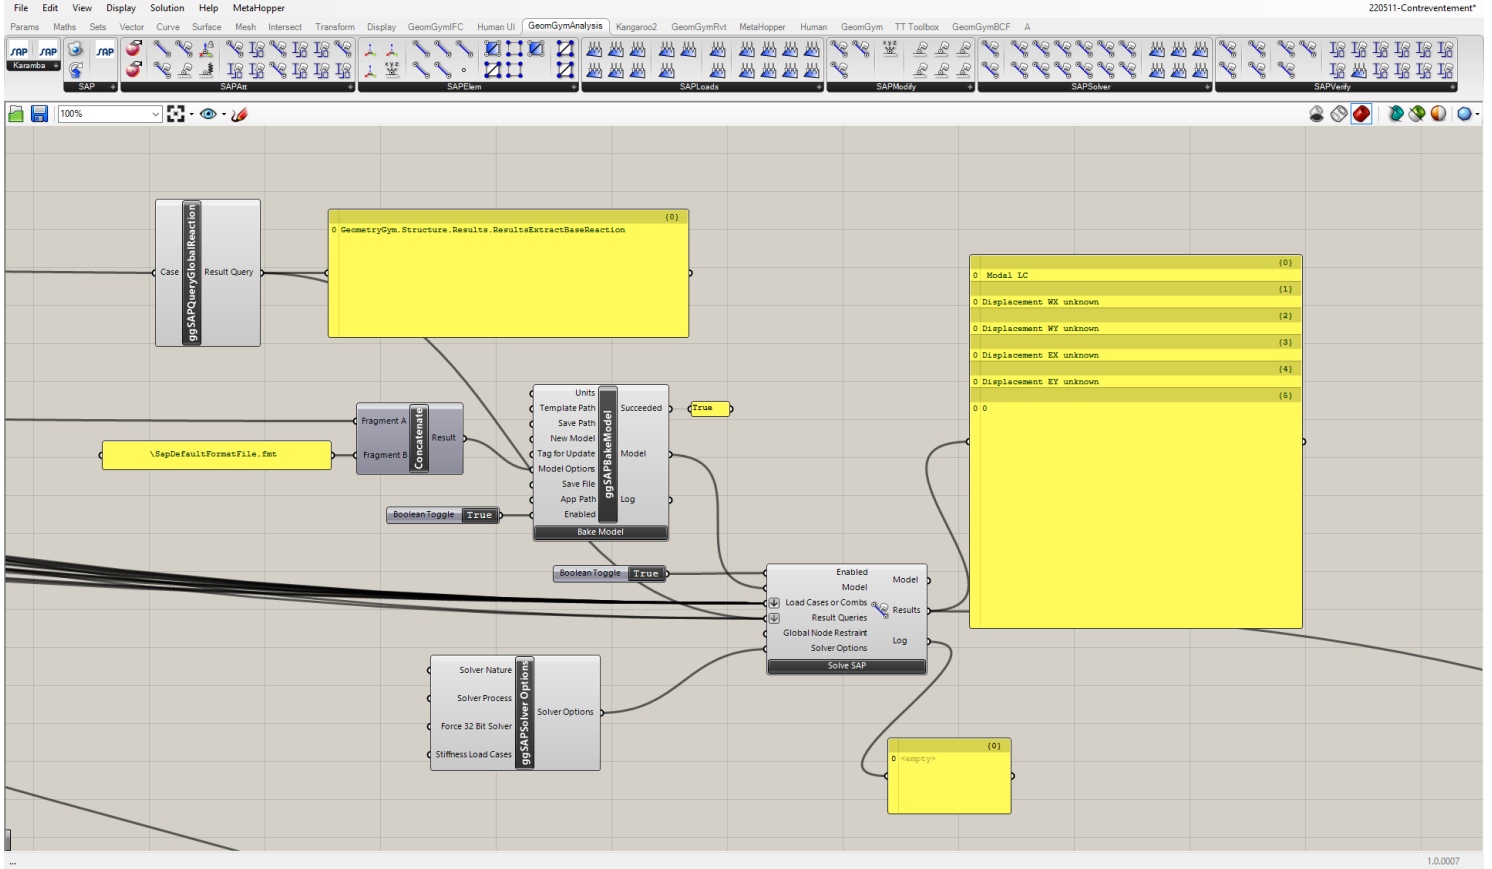 File Edit View Display Solution Help MetaHopper
220511-Contreventement*
Params Maths Sets Vector Curve Surface Mesh Intersect Transform Display GeomGymIFC Human UI GeomGymAnalysis Kangaroo2 GeomGymRvt MetaHopper Human GeomGym TT Toolbox GeomGymBCF A
SAP SAP SAP
Karamba
SAP SAPAtt SAPElem SAPLoads SAPModify SAPSolver SAPVerify
100%
ggSAPQueryGlobalReaction
Case
Result Query
{0}
0 GeometryGym.Structure.Results.ResultsExtractBaseReaction
{0}
0 Modal LC
{1}
0 Displacement WX unknown
{2}
0 Displacement WY unknown
{3}
0 Displacement EX unknown
{4}
0 Displacement EY unknown
{5}
0 0
Fragment A
Fragment B
Concatenate
Result
\SapDefaultFormatFile.fmt
Units
Template Path
Save Path
New Model
Tag for Update
Model Options
Save File
App Path
Enabled
ggSAPBakeModel
Succeeded
Model
Log
Bake Model
True
Boolean Toggle True
Boolean Toggle True
Enabled
Model
Load Cases or Combs
Result Queries
Global Node Restraint
Solver Options
Model
Results
Log
Solve SAP
Solver Nature
Solver Process
Force 32 Bit Solver
Stiffness Load Cases
ggSAPSolver Options
Solver Options
{0}
0 <empty>
...
1.0.0007